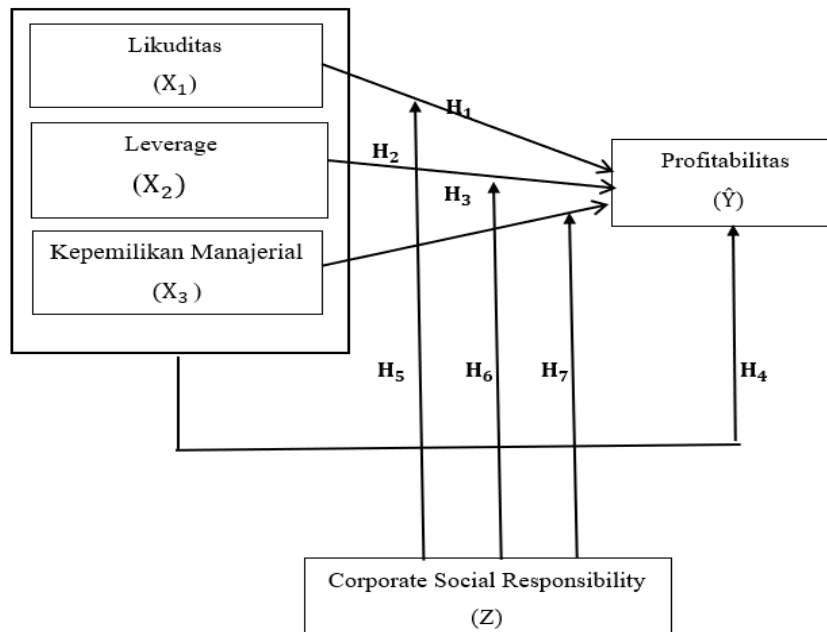 Likuditas
(X₁)
H₁
Leverage
(X₂)
H₂
H₃
Profitabilitas
(Ŷ)
Kepemilikan Manajerial
(X₃ )
H₅
H₆
H₇
H₄
Corporate Social Responsibility
(Z)